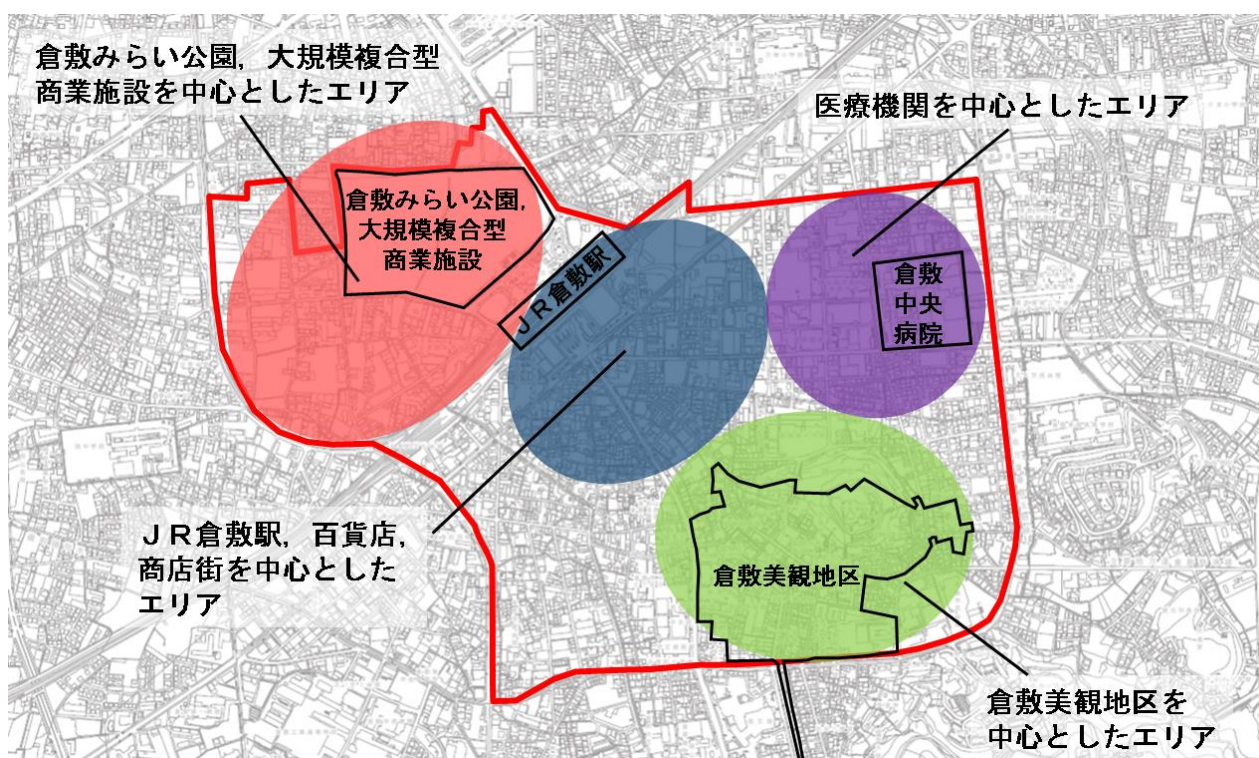 倉敷みらい公園，大規模複合型
商業施設を中心としたエリア
医療機関を中心としたエリア
倉敷みらい公園，
大規模複合型
商業施設
ＪＲ倉敷駅
倉敷
中央
病院
ＪＲ倉敷駅，百貨店，
商店街を中心とした
エリア
倉敷美観地区
倉敷美観地区を
中心としたエリア